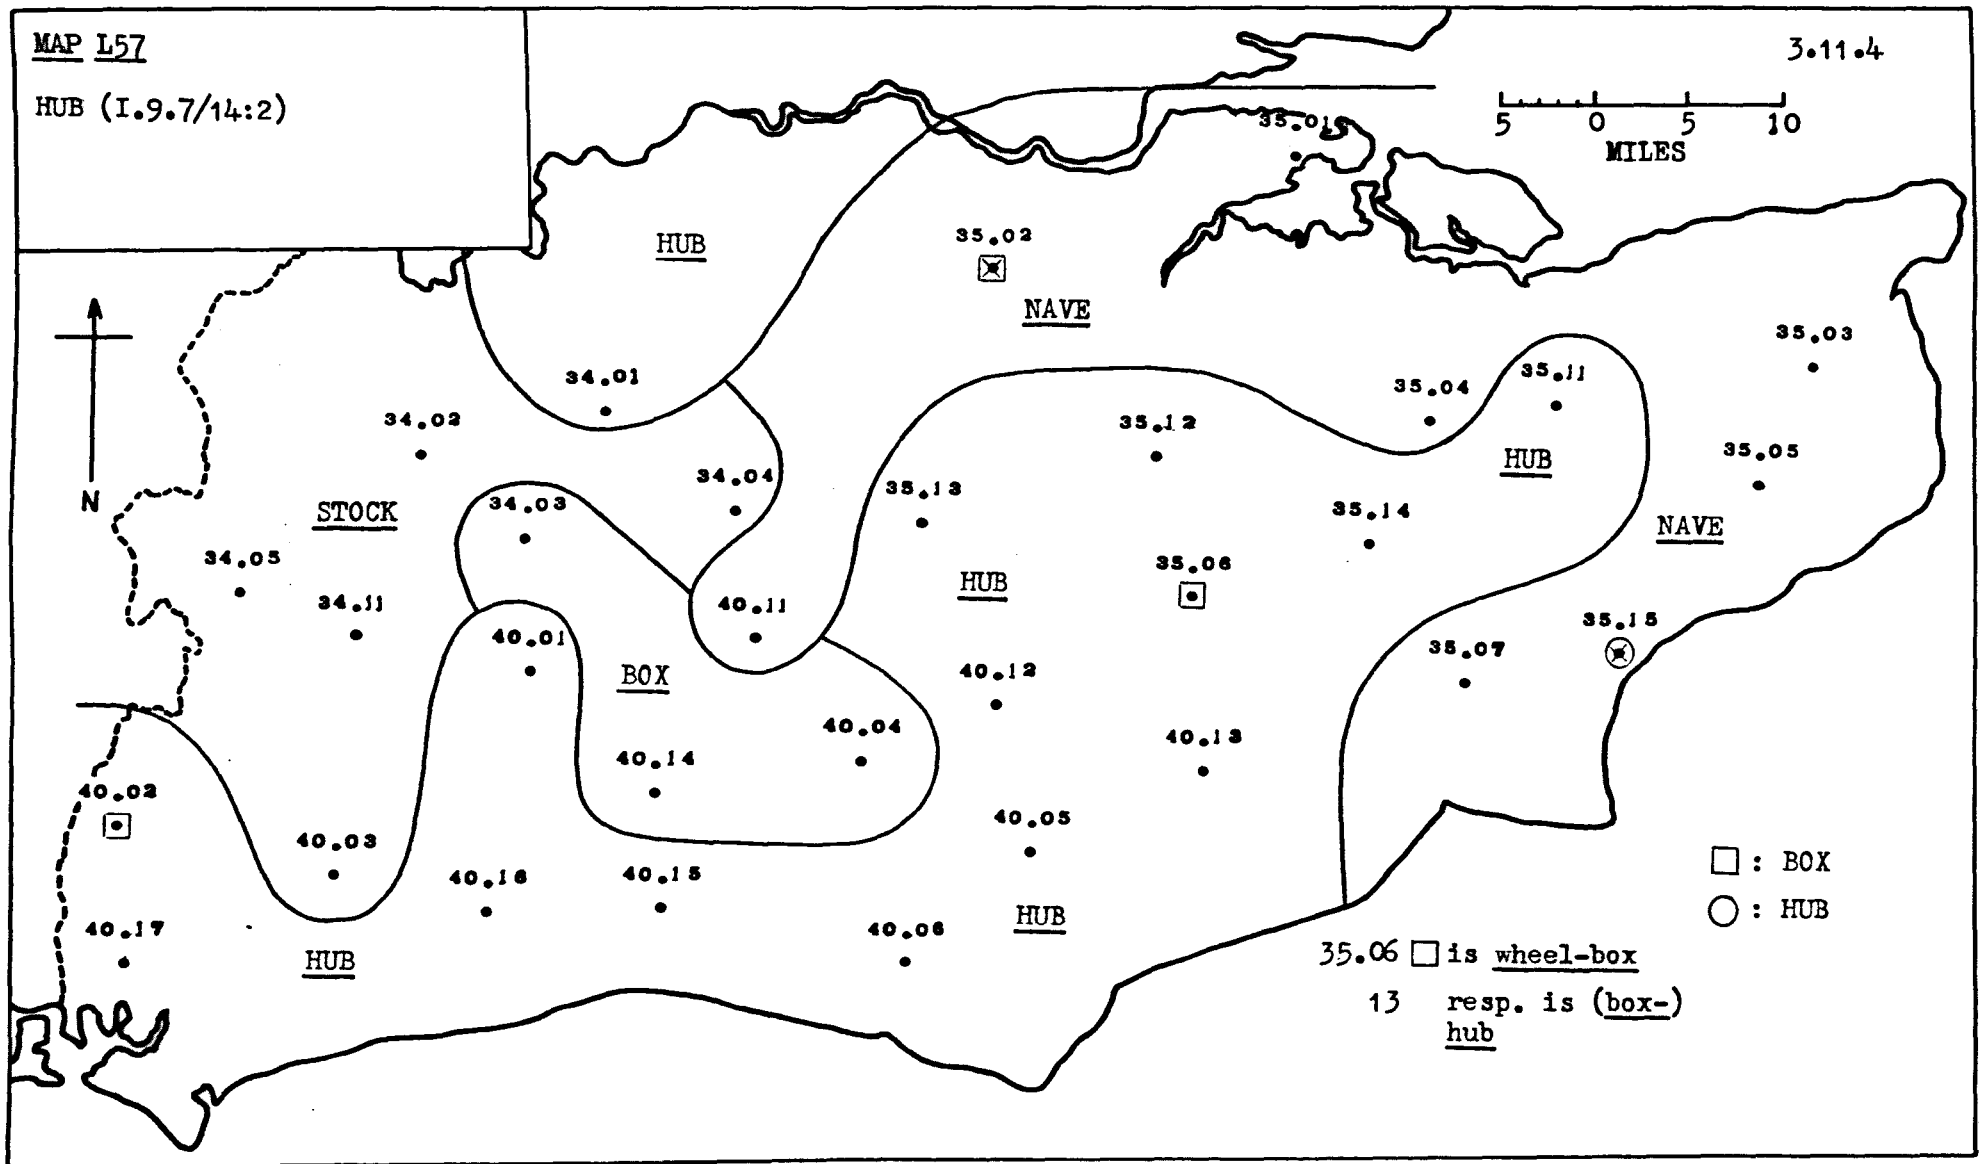 MAP L57
3.11.4
HUB (I.9.7/14:2)
5 0 5 10
MILES
35.01
HUB
35.02
NAVE
35.03
34.01
35.11
35.04
34.02
35.12
35.05
34.04
35.13
34.03
HUB
STOCK
35.14
N
NAVE
34.05
35.06
HUB
34.11
40.11
35.15
40.01
35.07
BOX
40.12
40.04
40.13
40.14
40.02
40.05
40.03
: BOX
40.16
40.15
: HUB
HUB
40.17
40.06
HUB
35.06 is wheel-box
13 resp. is (box-)
hub